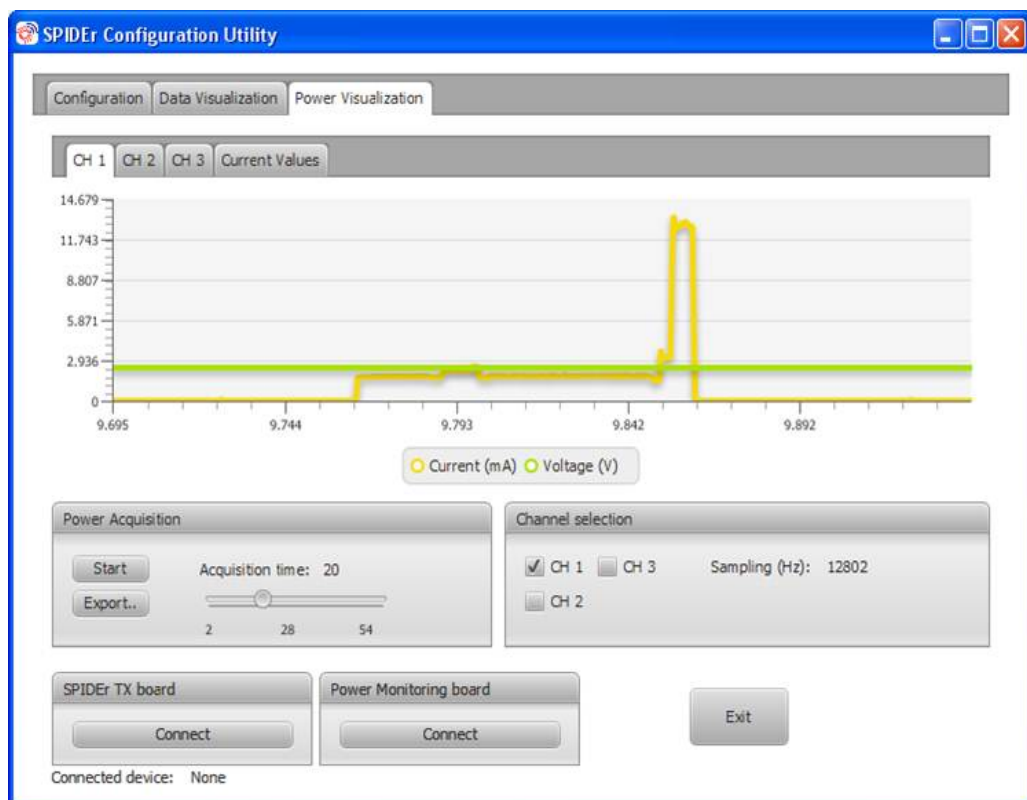 SPIDEr Configuration Utility
Configuration Data Visualization Power Visualization
CH 1 CH 2 CH 3 Current Values
14.679
11.743
8.807
5.871
2.936
0
9.695 9.744 9.793 9.842 9.892
Current (mA) Voltage (V)
Power Acquisition
Start Acquisition time: 20
Export..
2 28 54
Channel selection
CH 1 CH 3 Sampling (Hz): 12802
CH 2
SPIDEr TX board
Connect
Power Monitoring board
Connect
Exit
Connected device: None